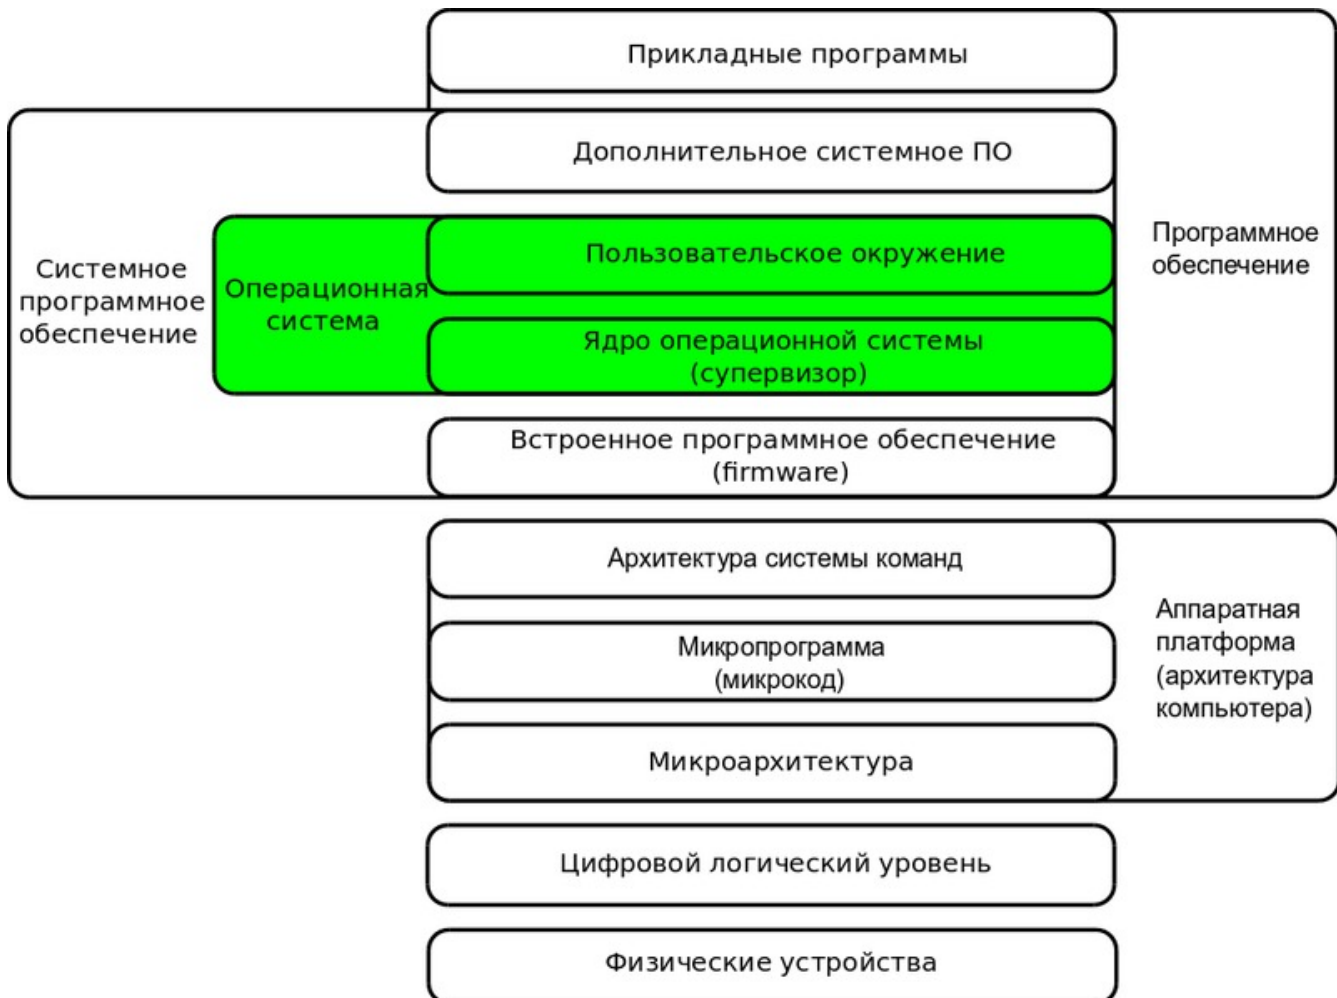 Прикладные программы
Дополнительное системное ПО
Пользовательское окружение
Ядро операционной системы
(супервизор)
Встроенное программное обеспечение
(firmware)
Системное
программное
обеспечение
Операционная
система
Программное
обеспечение
Архитектура системы команд
Микропрограмма
(микрокод)
Микроархитектура
Аппаратная
платформа
(архитектура
компьютера)
Цифровой логический уровень
Физические устройства